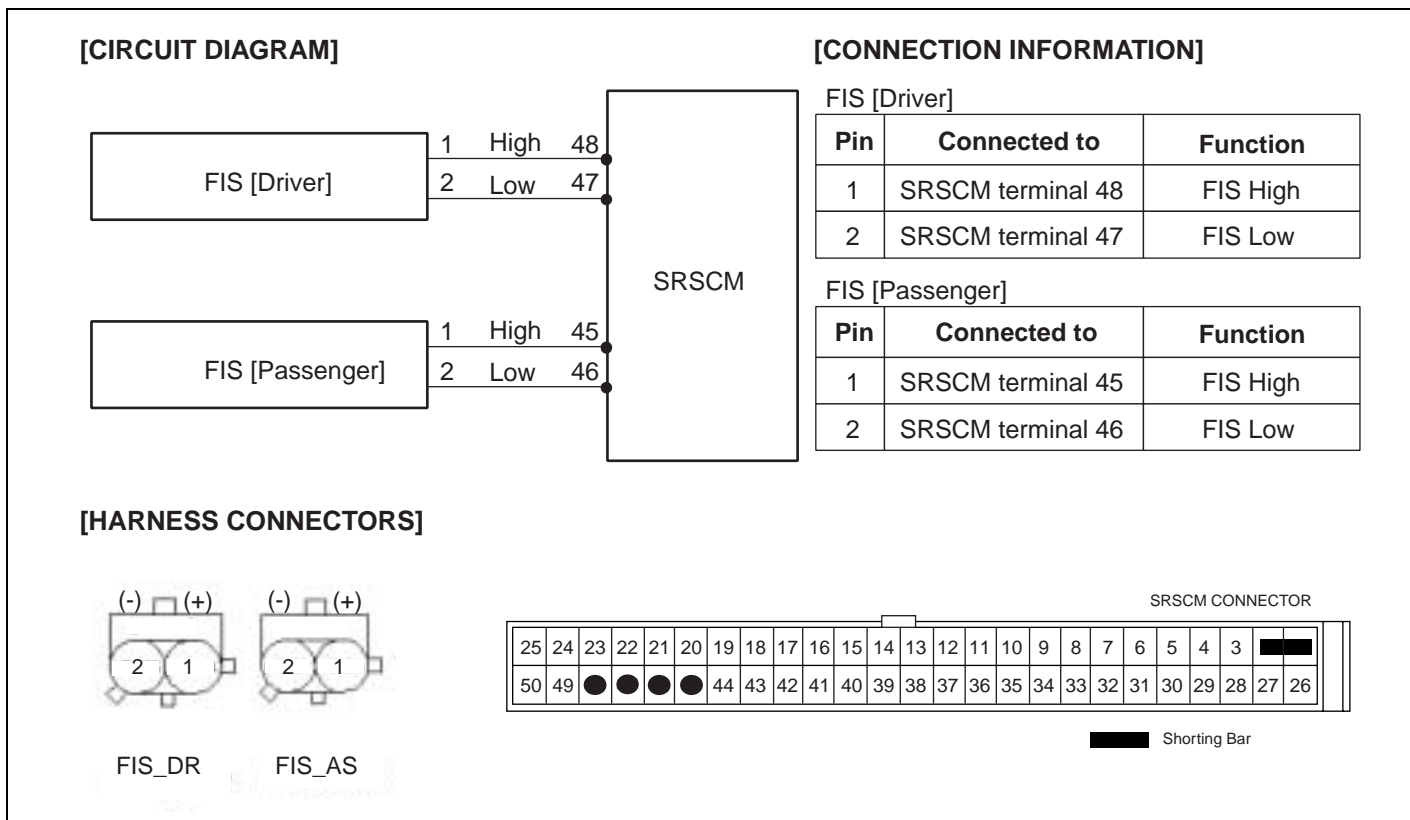 [CIRCUIT DIAGRAM]
FIS [Driver]
1 High 48
2 Low 47
SRSCM
FIS [Passenger]
1 High 45
2 Low 46
[CONNECTION INFORMATION]
FIS [Driver]
Pin Connected to Function
1 SRSCM terminal 48 FIS High
2 SRSCM terminal 47 FIS Low
FIS [Passenger]
Pin Connected to Function
1 SRSCM terminal 45 FIS High
2 SRSCM terminal 46 FIS Low
[HARNESS CONNECTORS]
(-) (+)
2 1
FIS_DR
(-) (+)
2 1
FIS_AS
SRSCM CONNECTOR
25 24 23 22 21 20 19 18 17 16 15 14 13 12 11 10 9 8 7 6 5 4 3
50 49 44 43 42 41 40 39 38 37 36 35 34 33 32 31 30 29 28 27 26
Shorting Bar